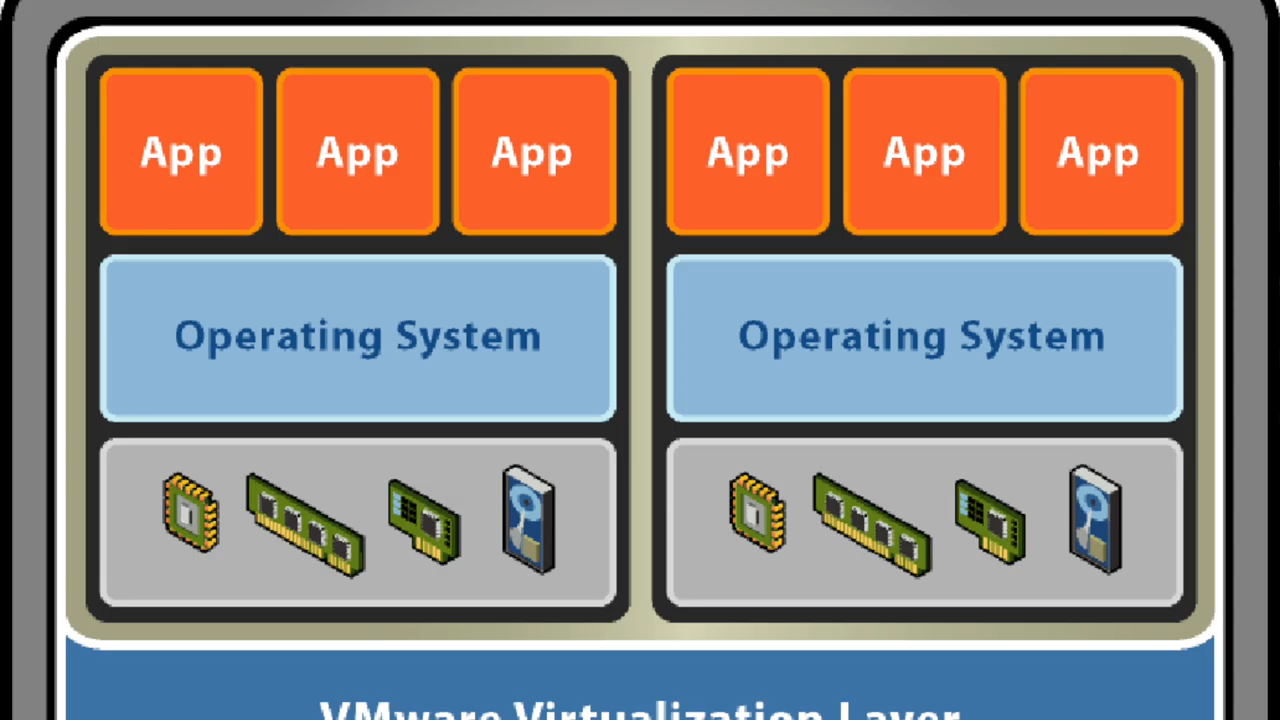 App App App App App App
Operating System Operating System
VMware Virtualization Layer